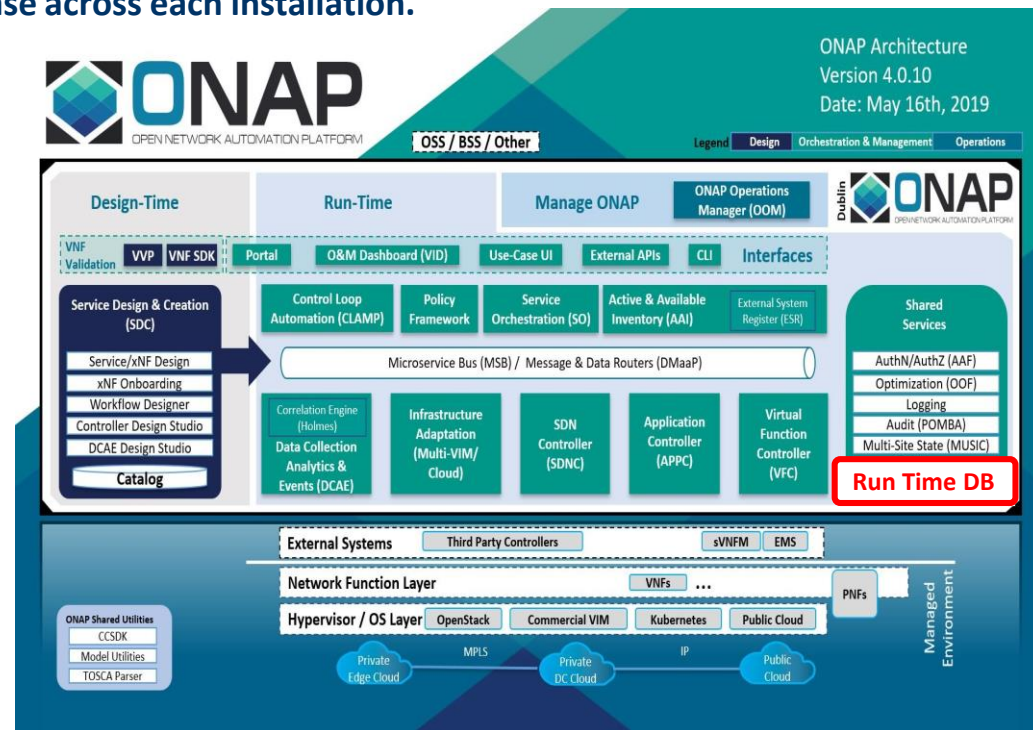 se across each installation.
ONAP
OPEN NETWORK AUTOMATION PLATFORM
ONAP Architecture
Version 4.0.10
Date: May 16th, 2019
OSS / BSS / Other
Legend Design Orchestration & Management Operations
Design-Time
Run-Time
Manage ONAP
ONAP Operations
Manager (OOM)
Dublin
ONAP
OPEN NETWORK AUTOMATION PLATFORM
VNF
Validation
VVP
VNF SDK
Portal
O&M Dashboard (VID)
Use-Case UI
External APIs
CLI
Interfaces
Service Design & Creation
(SDC)
Service/xNF Design
xNF Onboarding
Workflow Designer
Controller Design Studio
DCAE Design Studio
Catalog
Control Loop
Automation (CLAMP)
Policy
Framework
Service
Orchestration (SO)
Active & Available
Inventory (AAI)
External System
Register (ESR)
Microservice Bus (MSB) / Message & Data Routers (DMaaP)
Correlation Engine
(Holmes)
Data Collection
Analytics &
Events (DCAE)
Infrastructure
Adaptation
(Multi-VIM/
Cloud)
SDN
Controller
(SDNC)
Application
Controller
(APPC)
Virtual
Function
Controller
(VFC)
Shared
Services
AuthN/AuthZ (AAF)
Optimization (OOF)
Logging
Audit (POMBA)
Multi-Site State (MUSIC)
Run Time DB
External Systems
Third Party Controllers
sVNFM
EMS
Network Function Layer
VNFs
...
PNFs
Hypervisor / OS Layer
OpenStack
Commercial VIM
Kubernetes
Public Cloud
Private
Edge Cloud
MPLS
Private
DC Cloud
IP
Public
Cloud
Managed
Environment
ONAP Shared Utilities
CCSDK
Model Utilities
TOSCA Parser